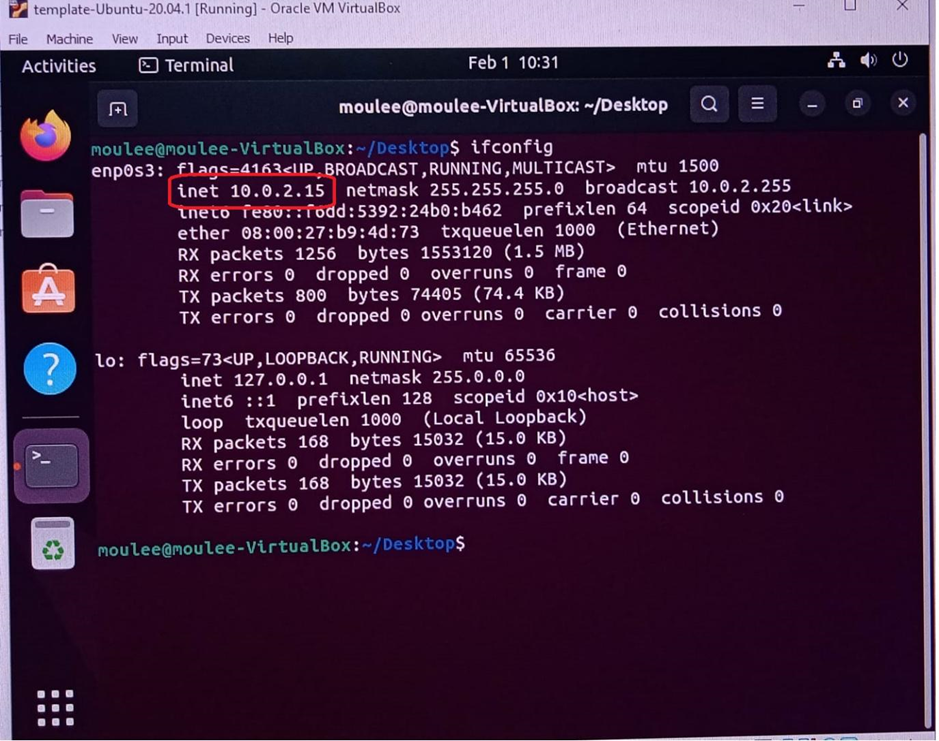 template-Ubuntu-20.04.1 [Running] - Oracle VM VirtualBox
File Machine View Input Devices Help
Activities Terminal Feb 1 10:31
moulee@moulee-VirtualBox: ~/Desktop
moulee@moulee-VirtualBox:~/Desktop$ ifconfig
enp0s3: flags=4163<UP,BROADCAST,RUNNING,MULTICAST> mtu 1500
inet 10.0.2.15 netmask 255.255.255.0 broadcast 10.0.2.255
inet6 fe80::f6dd:5392:24b0:b462 prefixlen 64 scopeid 0x20<link>
ether 08:00:27:b9:4d:73 txqueuelen 1000 (Ethernet)
RX packets 1256 bytes 1553120 (1.5 MB)
RX errors 0 dropped 0 overruns 0 frame 0
TX packets 800 bytes 74405 (74.4 KB)
TX errors 0 dropped 0 overruns 0 carrier 0 collisions 0
lo: flags=73<UP,LOOPBACK,RUNNING> mtu 65536
inet 127.0.0.1 netmask 255.0.0.0
inet6 ::1 prefixlen 128 scopeid 0x10<host>
loop txqueuelen 1000 (Local Loopback)
RX packets 168 bytes 15032 (15.0 KB)
RX errors 0 dropped 0 overruns 0 frame 0
TX packets 168 bytes 15032 (15.0 KB)
TX errors 0 dropped 0 overruns 0 carrier 0 collisions 0
moulee@moulee-VirtualBox:~/Desktop$